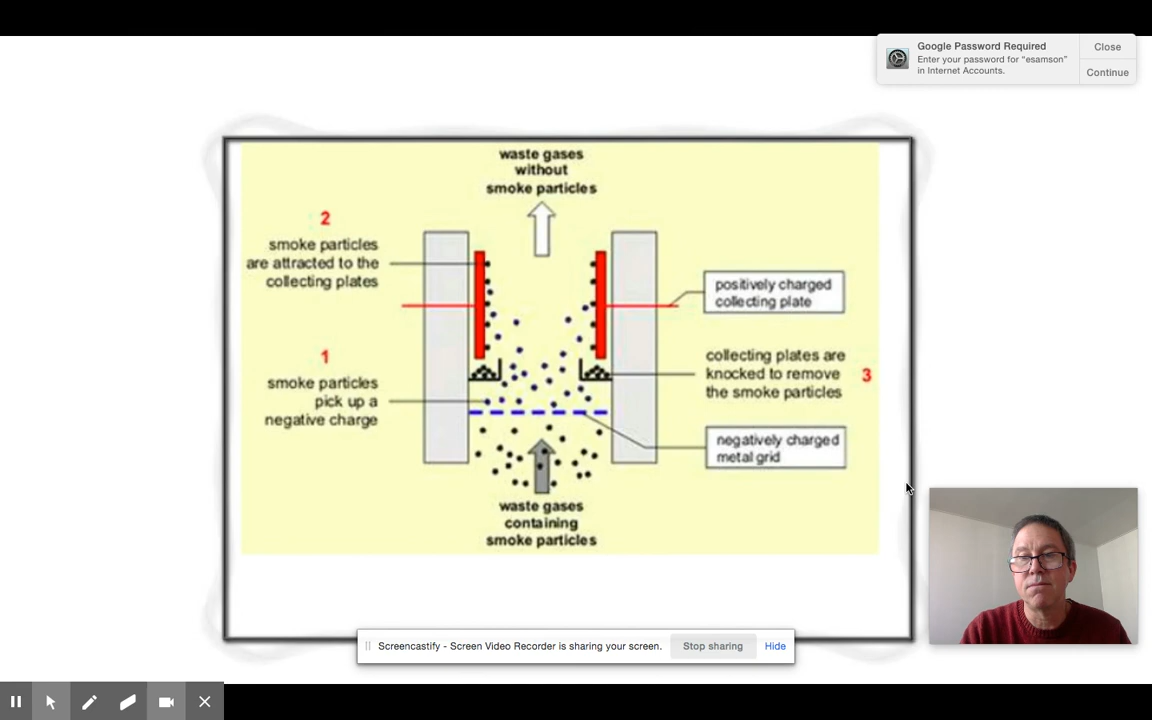 Google Password Required
Close
Enter your password for "esamson"
in Internet Accounts.
Continue
waste gases
without
smoke particles
2
smoke particles
are attracted to the
collecting plates
positively charged
collecting plate
1
smoke particles
pick up a
negative charge
collecting plates are
knocked to remove
the smoke particles
3
negatively charged
metal grid
waste gases
containing
smoke particles
Screencastify - Screen Video Recorder is sharing your screen.
Stop sharing
Hide